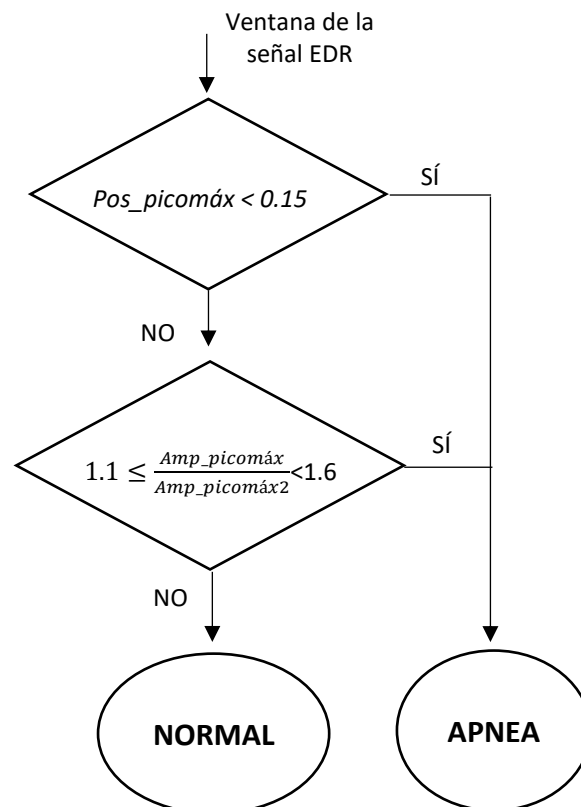 Ventana de la
señal EDR
Pos_picomáx < 0.15
SÍ
NO
1.1 ≤ Amp_picomáx/Amp_picomáx2 <1.6
SÍ
NO
NORMAL
APNEA